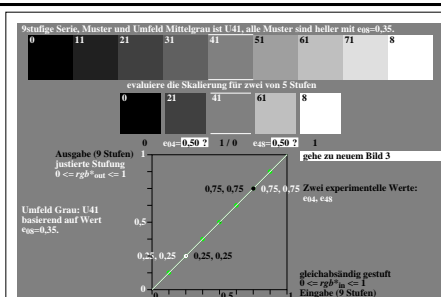 9stufige Serie, Muster und Umfeld Mittelgrau ist U41, alle Muster sind heller mit e08=0,35.
0 11 21 31 41 51 61 71 8
evaluiere die Skalierung für zwei von 5 Stufen
0 21 41 61 8
0 e04=0,50 ? 1 / 0 e48=0,50 ? 1
Ausgabe (9 Stufen)
justierte Stufung
0 <= rgb*out <= 1
1
gehe zu neuem Bild 3
0,75, 0,75 0,75, 0,75
Zwei experimentelle Werte:
e04, e48
Umfeld Grau: U41
basierend auf Wert
e08=0,35.
0,5
0,25, 0,25 0,25, 0,25
gleichabsändig gestuft
0 <= rgb*in <= 1
Eingabe (9 Stufen)
0
0 0,5 1